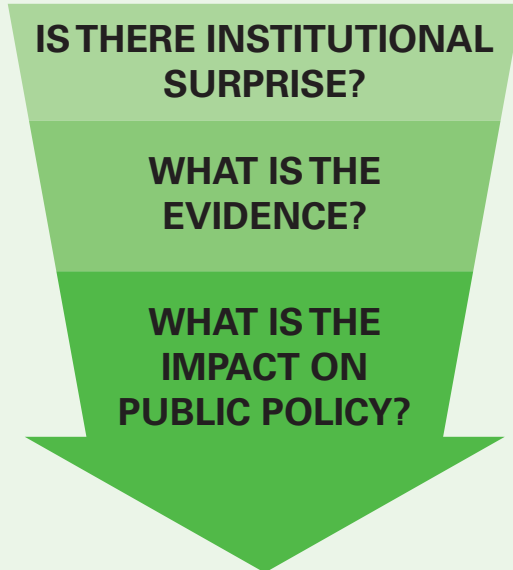 IS THERE INSTITUTIONAL
SURPRISE?
WHAT IS THE
EVIDENCE?
WHAT IS THE
IMPACT ON
PUBLIC POLICY?